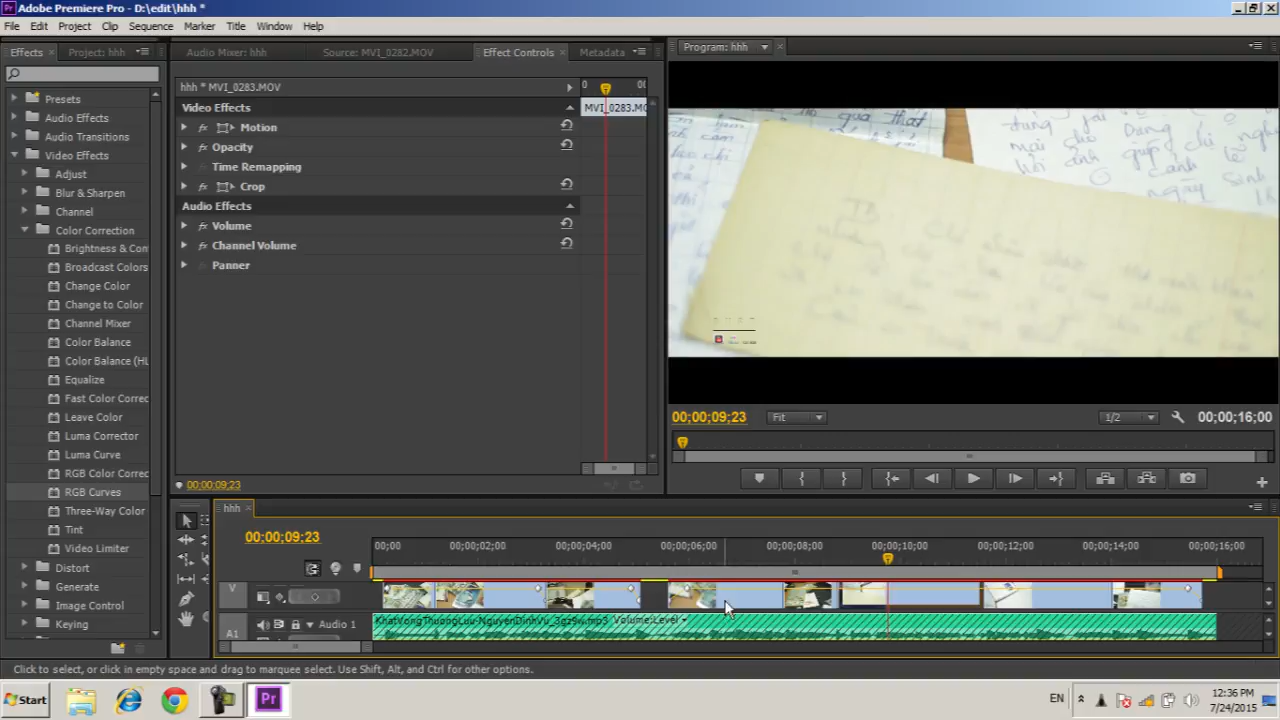 Adobe Premiere Pro - D:\edit\hhh *
File Edit Project Clip Sequence Marker Title Window Help
Effects Project: hhh
Audio Mixer: hhh Source: MVI_0282.MOV Effect Controls Metadata
Program: hhh
hhh * MVI_0283.MOV
Presets
Audio Effects
Audio Transitions
Video Effects
Adjust
Blur & Sharpen
Channel
Color Correction
Brightness & Con
Broadcast Colors
Change Color
Change to Color
Channel Mixer
Color Balance
Color Balance (HL
Equalize
Fast Color Correc
Leave Color
Luma Corrector
Luma Curve
RGB Color Correc
RGB Curves
Three-Way Color
Tint
Video Limiter
Distort
Generate
Image Control
Keying
Video Effects
Motion
Opacity
Time Remapping
Crop
Audio Effects
Volume
Channel Volume
Panner
MVI_0283.MO
qua that
mai cho Dung chi
giup
canh
ngay sinh
00;00;09;23 Fit 1/2 00;00;16;00
00;00;09;23
hhh
00;00;09;23
00;00 00;00;02;00 00;00;04;00 00;00;06;00 00;00;08;00 00;00;10;00 00;00;12;00 00;00;14;00 00;00;16;00
V
A1 Audio 1
KhatVongThuongLuu-NguyenDinhVu_3gz9w.mp3 Volume:Level
Click to select, or click in empty space and drag to marquee select. Use Shift, Alt, and Ctrl for other options.
Start
EN
12:36 PM
7/24/2015